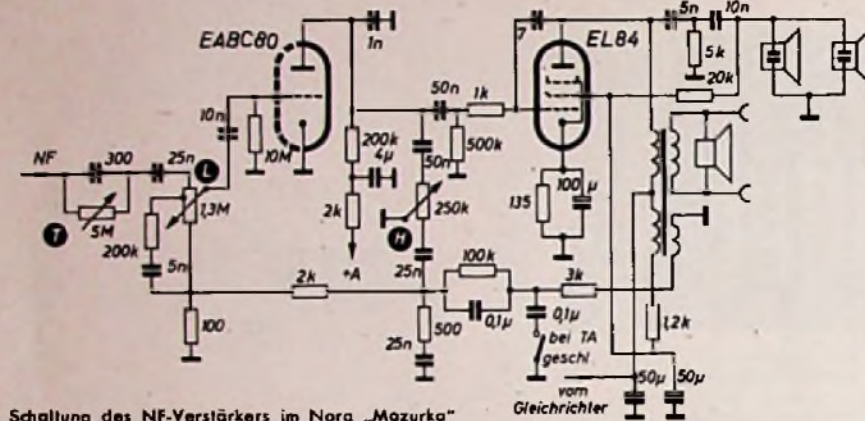 EABC80
1n
7
EL84
5n
10n
5k
20k
50n
1k
10n
10M
200k
4µ
50n
500k
NF
300
25n
L
T
5M
1,3M
200k
5n
2k
+A
H
250k
25n
135
100 µ
100k
2k
0,1µ
3k
100
25n
500
0,1µ
bei TA
geschl.
1,2k
vom
Gleichrichter
50µ
50µ
Schaltung des NF-Verstärkers im Nora „Mazurka"